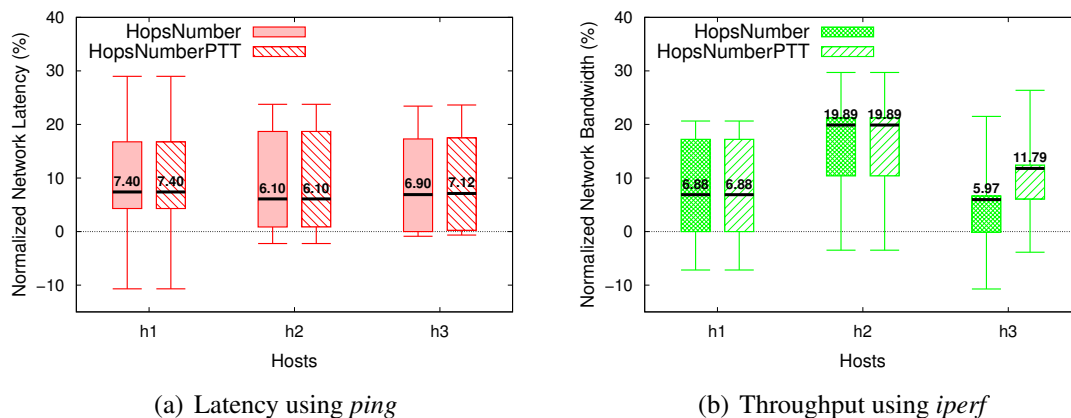 Normalized Network Latency (%)
40
30
20
10
0
−10
HopsNumber
HopsNumberPTT
7.40
7.40
6.10
6.10
6.90
7.12
h1
h2
h3
Hosts
(a) Latency using ping
Normalized Network Bandwidth (%)
40
30
20
10
0
−10
HopsNumber
HopsNumberPTT
6.88
6.88
19.89
19.89
5.97
11.79
h1
h2
h3
Hosts
(b) Throughput using iperf